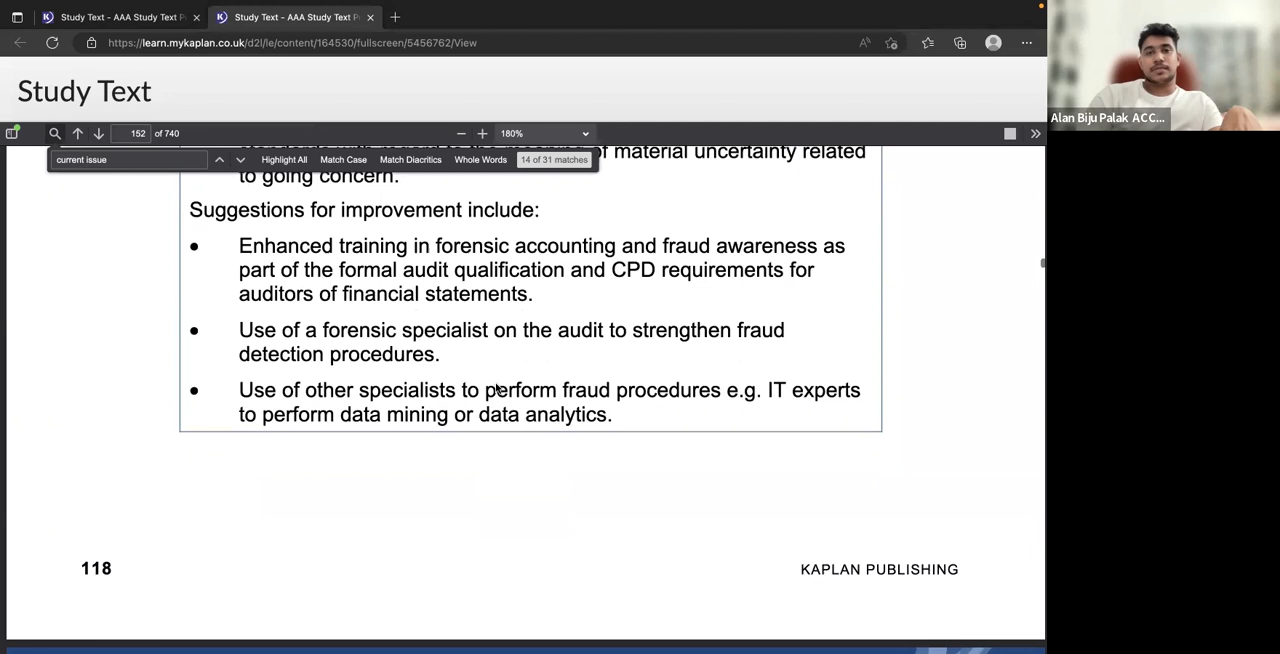 Study Text - AAA Study Text P
Study Text - AAA Study Text P
https://learn.mykaplan.co.uk/d2l/le/content/164530/fullscreen/5456762/View
Study Text
152 of 740
180%
current issue
Highlight All
Match Case
Match Diacritics
Whole Words
14 of 31 matches
of material uncertainty related
to going concern.
Suggestions for improvement include:
• Enhanced training in forensic accounting and fraud awareness as
part of the formal audit qualification and CPD requirements for
auditors of financial statements.
• Use of a forensic specialist on the audit to strengthen fraud
detection procedures.
• Use of other specialists to perform fraud procedures e.g. IT experts
to perform data mining or data analytics.
118
KAPLAN PUBLISHING
Alan Biju Palak ACC...